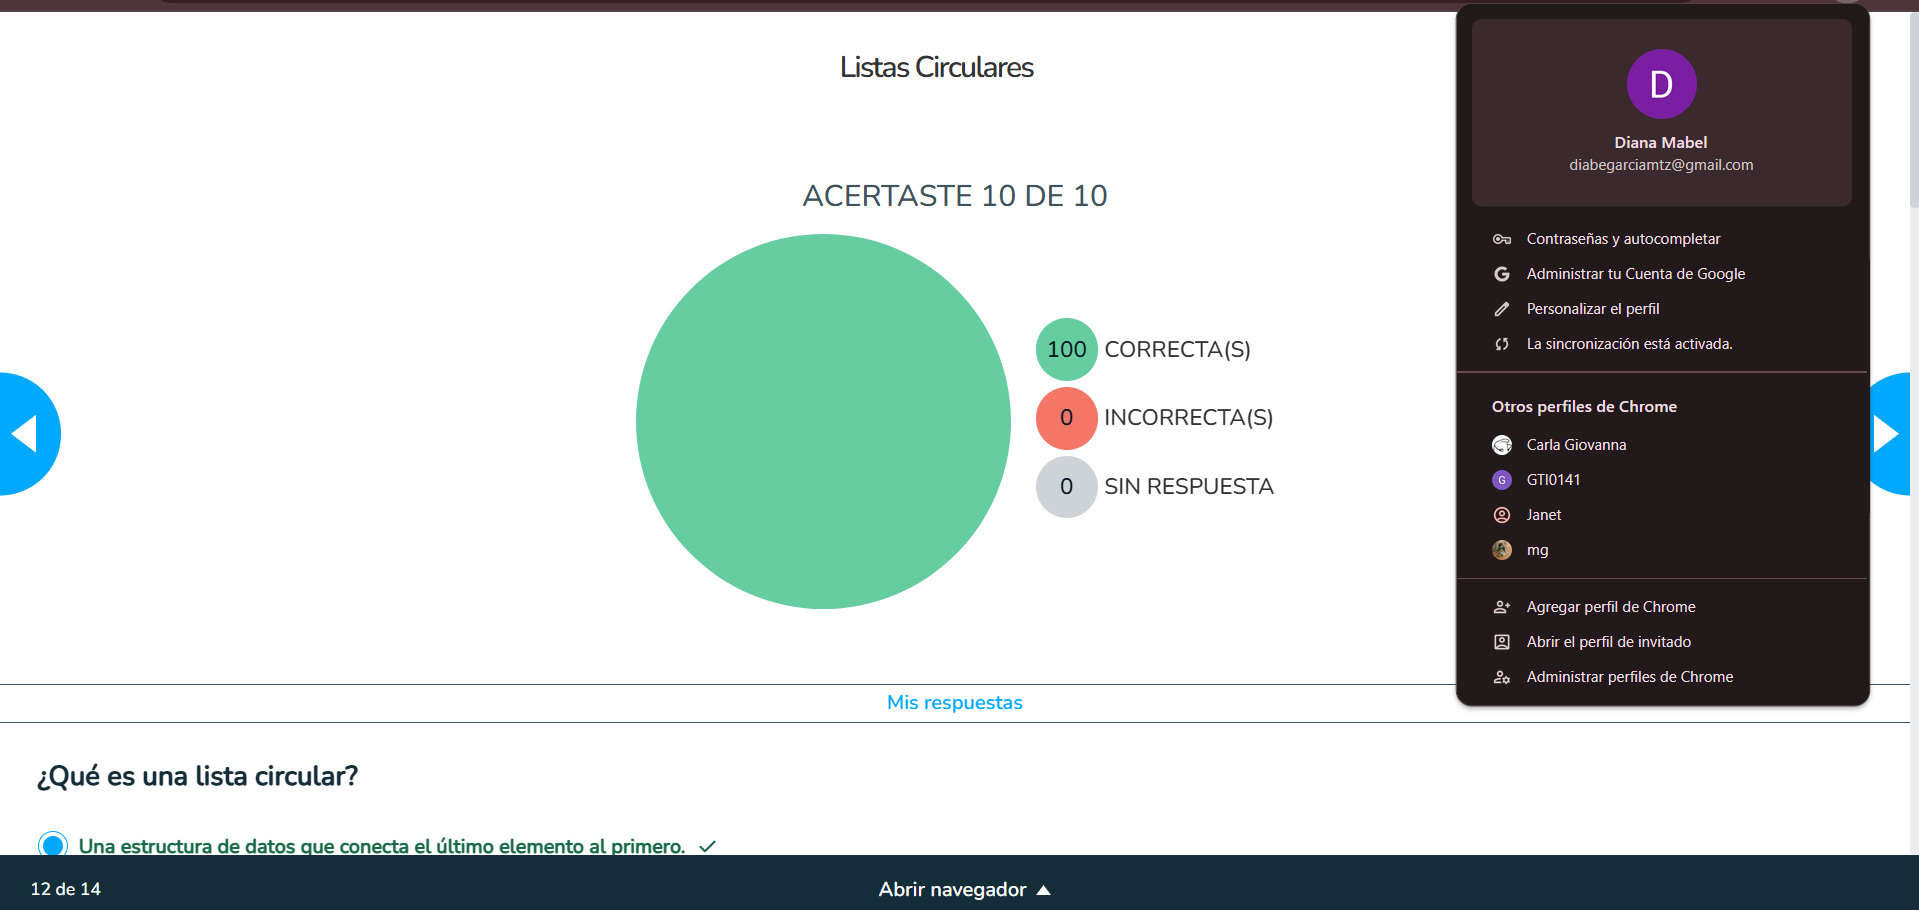 Listas Circulares
ACERTASTE 10 DE 10
100 CORRECTA(S)
0 INCORRECTA(S)
0 SIN RESPUESTA
Mis respuestas
¿Qué es una lista circular?
Una estructura de datos que conecta el último elemento al primero.
12 de 14
Abrir navegador
D
Diana Mabel
diabegarciamtz@gmail.com
Contraseñas y autocompletar
G Administrar tu Cuenta de Google
Personalizar el perfil
La sincronización está activada.
Otros perfiles de Chrome
Carla Giovanna
G GTI0141
Janet
mg
Agregar perfil de Chrome
Abrir el perfil de invitado
Administrar perfiles de Chrome